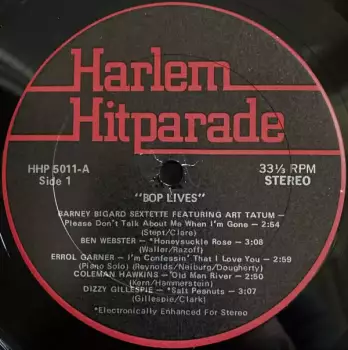 Harlem
Hitparade
HHP 5011-A
Side 1
33⅓ RPM
STEREO
"BOP LIVES"
BARNEY BIGARD SEXTETTE FEATURING ART TATUM —
Please Don't Talk About Me When I'm Gone — 2:54
(Stept/Clare)
BEN WEBSTER — *Honeysuckle Rose — 3:08
(Waller/Razoff)
ERROL GARNER — I'm Confessin' That I Love You — 2:59
(Piano Solo) (Reynolds/Neiburg/Dougherty)
COLEMAN HAWKINS — Old Man River — 2:58
(Kern/Hammerstein)
DIZZY GILLESPIE — *Salt Peanuts — 3:07
(Gillespie/Clark)
*Electronically Enhanced For Stereo